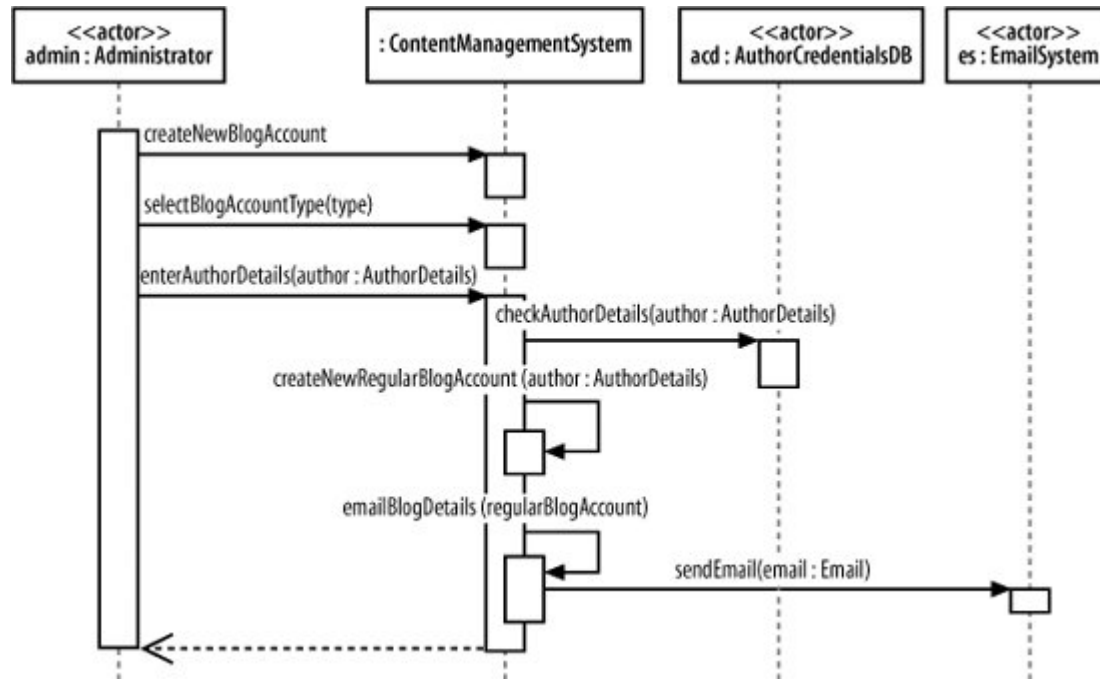 <<actor>>
admin : Administrator
: ContentManagementSystem
<<actor>>
acd : AuthorCredentialsDB
<<actor>>
es : EmailSystem
createNewBlogAccount
selectBlogAccountType(type)
enterAuthorDetails(author : AuthorDetails)
checkAuthorDetails(author : AuthorDetails)
createNewRegularBlogAccount (author : AuthorDetails)
emailBlogDetails (regularBlogAccount)
sendEmail(email : Email)